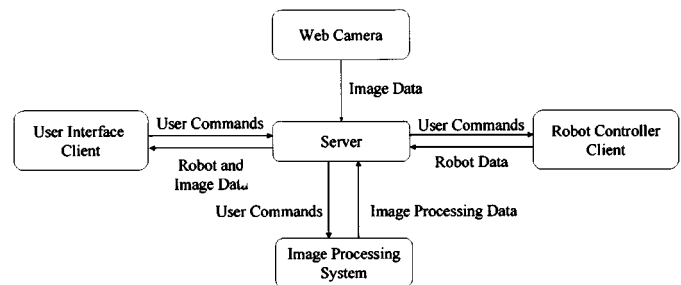 Web Camera
Image Data
User Interface
Client
User Commands
Robot and
Image Data
Server
User Commands
Robot Data
Robot Controller
Client
User Commands
Image Processing Data
Image Processing
System